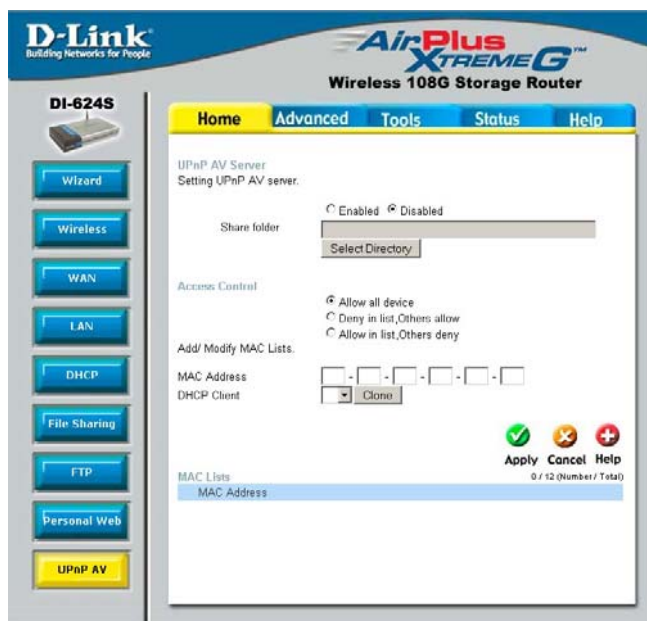 D-Link
Building Networks for People
AirPlus
XTREME G™
Wireless 108G Storage Router
DI-624S
Home Advanced Tools Status Help
Wizard
Wireless
WAN
LAN
DHCP
File Sharing
FTP
Personal Web
UPnP AV
UPnP AV Server
Setting UPnP AV server.
Enabled Disabled
Share folder
Select Directory
Access Control
Allow all device
Deny in list,Others allow
Allow in list,Others deny
Add/ Modify MAC Lists.
MAC Address - - - - -
DHCP Client Clone
Apply Cancel Help
MAC Lists 0 / 12 (Number / Total)
MAC Address